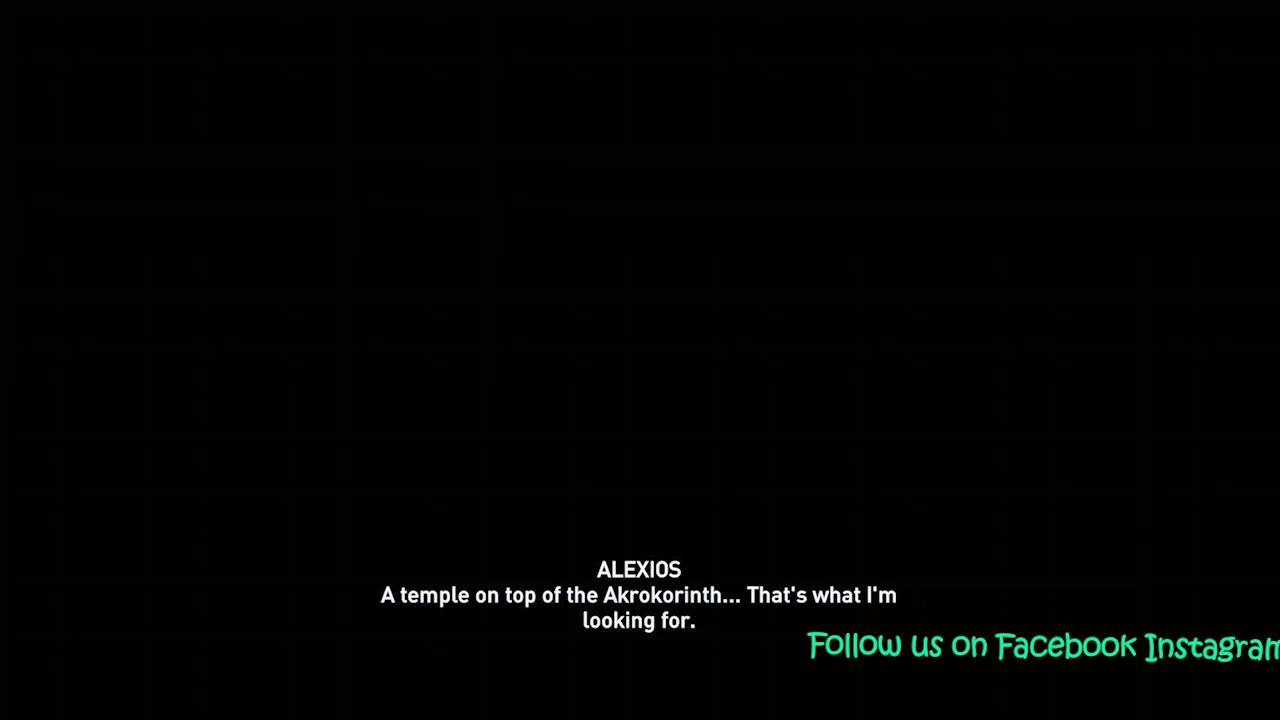 ALEXIOS
A temple on top of the Akrokorinth... That's what I'm
looking for.
Follow us on Facebook Instagram